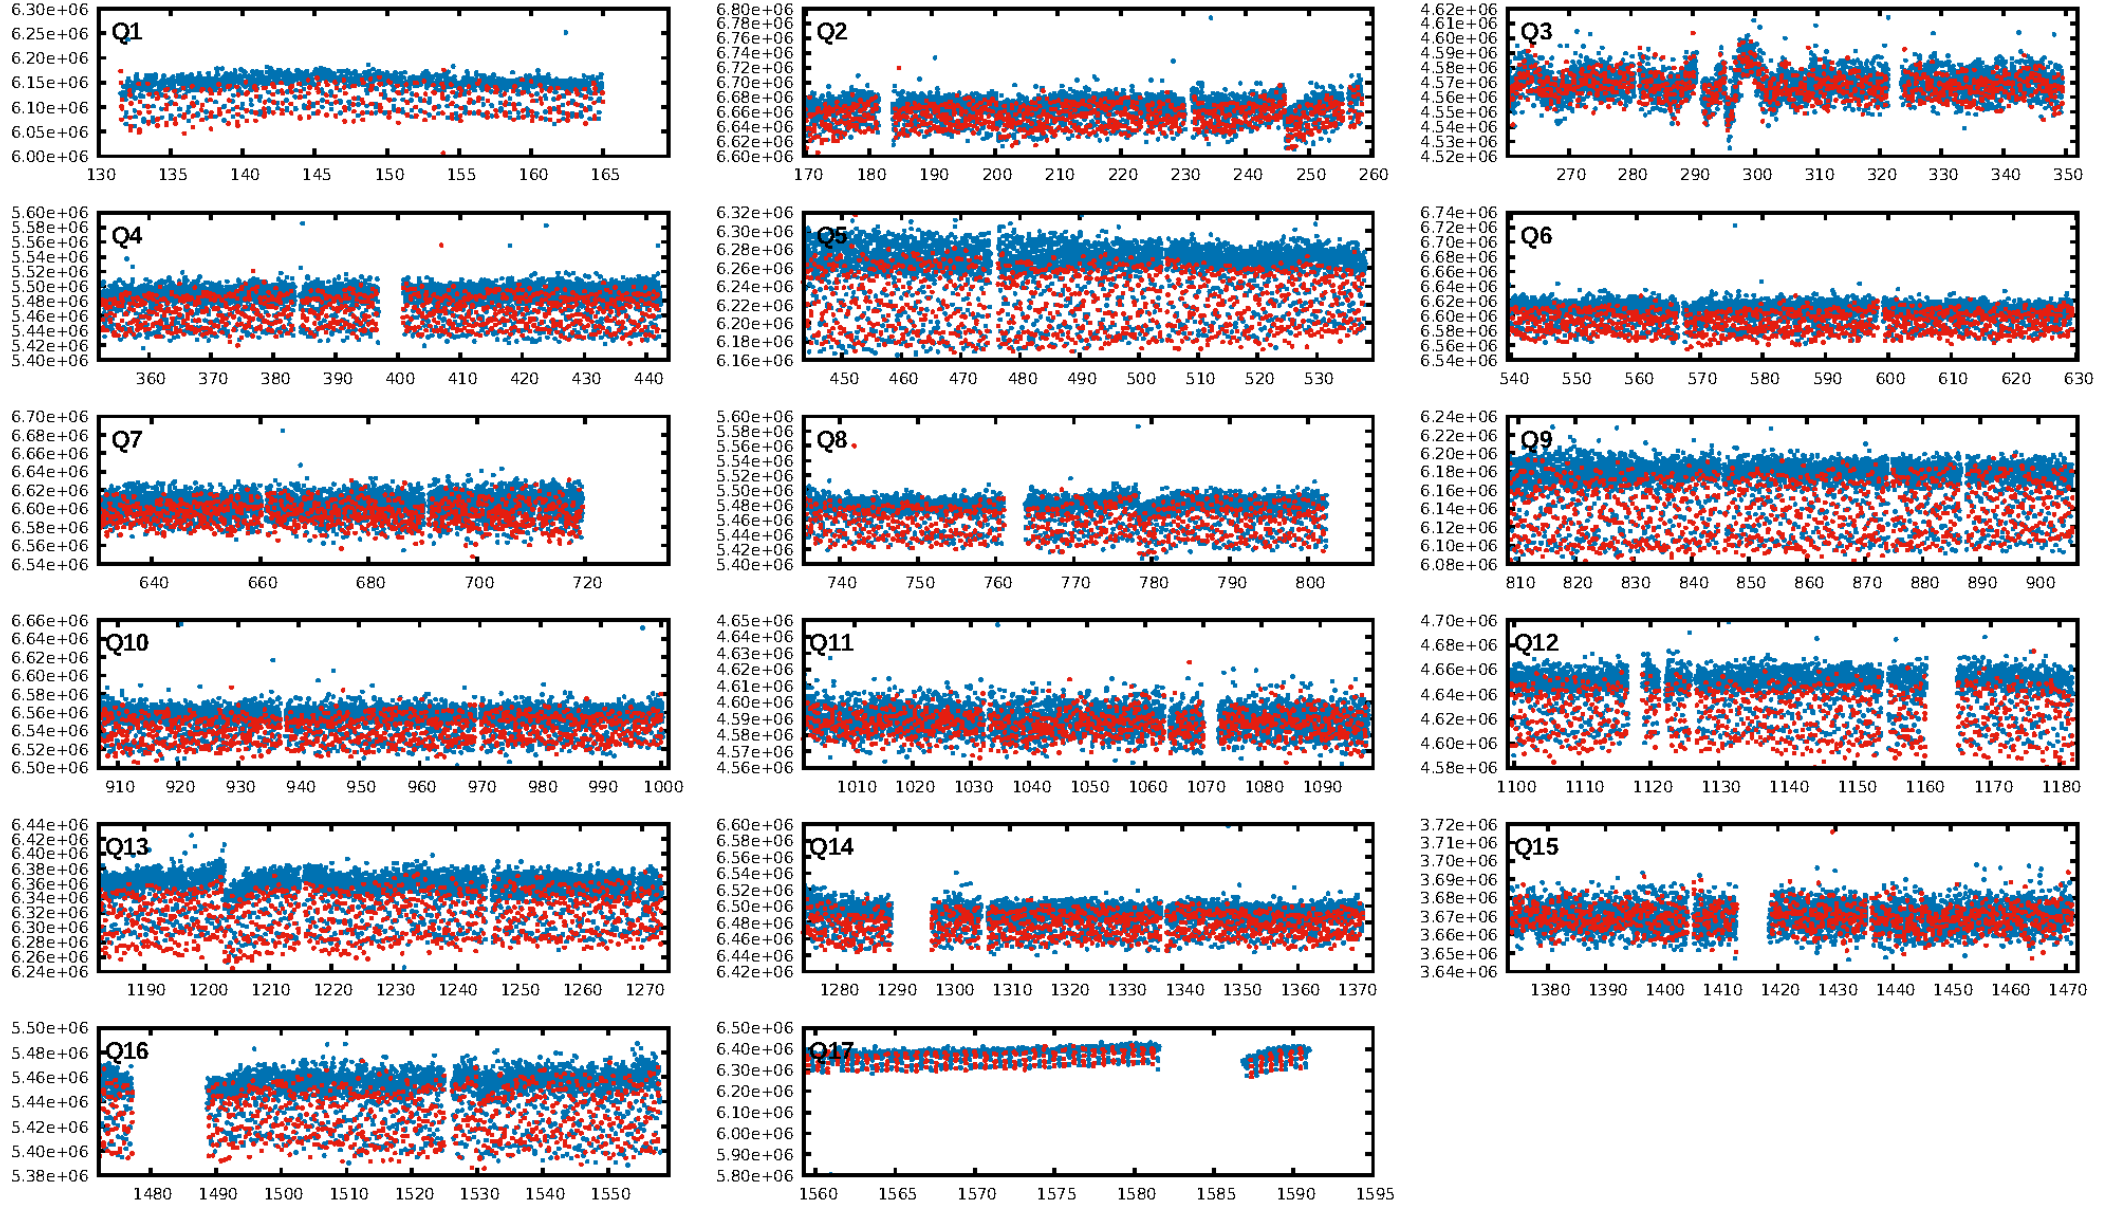 Q1
6.30e+06
6.25e+06
6.20e+06
6.15e+06
6.10e+06
6.05e+06
6.00e+06
130 135 140 145 150 155 160 165
Q2
6.80e+06
6.78e+06
6.76e+06
6.74e+06
6.72e+06
6.70e+06
6.68e+06
6.66e+06
6.64e+06
6.62e+06
6.60e+06
170 180 190 200 210 220 230 240 250 260
Q3
4.62e+06
4.61e+06
4.60e+06
4.59e+06
4.58e+06
4.57e+06
4.56e+06
4.55e+06
4.54e+06
4.53e+06
4.52e+06
270 280 290 300 310 320 330 340 350
Q4
5.60e+06
5.58e+06
5.56e+06
5.54e+06
5.52e+06
5.50e+06
5.48e+06
5.46e+06
5.44e+06
5.42e+06
5.40e+06
360 370 380 390 400 410 420 430 440
Q5
6.32e+06
6.30e+06
6.28e+06
6.26e+06
6.24e+06
6.22e+06
6.20e+06
6.18e+06
6.16e+06
450 460 470 480 490 500 510 520 530
Q6
6.74e+06
6.72e+06
6.70e+06
6.68e+06
6.66e+06
6.64e+06
6.62e+06
6.60e+06
6.58e+06
6.56e+06
6.54e+06
540 550 560 570 580 590 600 610 620 630
Q7
6.70e+06
6.68e+06
6.66e+06
6.64e+06
6.62e+06
6.60e+06
6.58e+06
6.56e+06
6.54e+06
640 660 680 700 720
Q8
5.60e+06
5.58e+06
5.56e+06
5.54e+06
5.52e+06
5.50e+06
5.48e+06
5.46e+06
5.44e+06
5.42e+06
5.40e+06
740 750 760 770 780 790 800
Q9
6.24e+06
6.22e+06
6.20e+06
6.18e+06
6.16e+06
6.14e+06
6.12e+06
6.10e+06
6.08e+06
810 820 830 840 850 860 870 880 890 900
Q10
6.66e+06
6.64e+06
6.62e+06
6.60e+06
6.58e+06
6.56e+06
6.54e+06
6.52e+06
6.50e+06
910 920 930 940 950 960 970 980 990 1000
Q11
4.65e+06
4.64e+06
4.63e+06
4.62e+06
4.61e+06
4.60e+06
4.59e+06
4.58e+06
4.57e+06
4.56e+06
1010 1020 1030 1040 1050 1060 1070 1080 1090
Q12
4.70e+06
4.68e+06
4.66e+06
4.64e+06
4.62e+06
4.60e+06
4.58e+06
1100 1110 1120 1130 1140 1150 1160 1170 1180
Q13
6.44e+06
6.42e+06
6.40e+06
6.38e+06
6.36e+06
6.34e+06
6.32e+06
6.30e+06
6.28e+06
6.26e+06
6.24e+06
1190 1200 1210 1220 1230 1240 1250 1260 1270
Q14
6.60e+06
6.58e+06
6.56e+06
6.54e+06
6.52e+06
6.50e+06
6.48e+06
6.46e+06
6.44e+06
6.42e+06
1280 1290 1300 1310 1320 1330 1340 1350 1360 1370
Q15
3.72e+06
3.71e+06
3.70e+06
3.69e+06
3.68e+06
3.67e+06
3.66e+06
3.65e+06
3.64e+06
1380 1390 1400 1410 1420 1430 1440 1450 1460 1470
Q16
5.50e+06
5.48e+06
5.46e+06
5.44e+06
5.42e+06
5.40e+06
5.38e+06
1480 1490 1500 1510 1520 1530 1540 1550
Q17
6.50e+06
6.40e+06
6.30e+06
6.20e+06
6.10e+06
6.00e+06
5.90e+06
5.80e+06
1560 1565 1570 1575 1580 1585 1590 1595